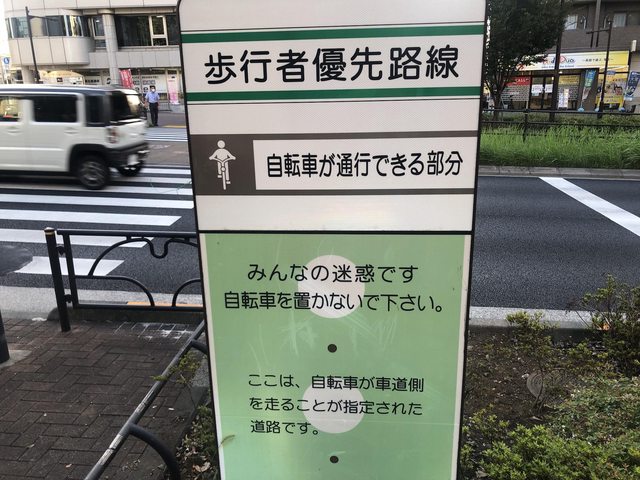 歩行者優先路線
自転車が通行できる部分
みんなの迷惑です
自転車を置かないで下さい。
ここは、自転車が車道側
を走ることが指定された
道路です。